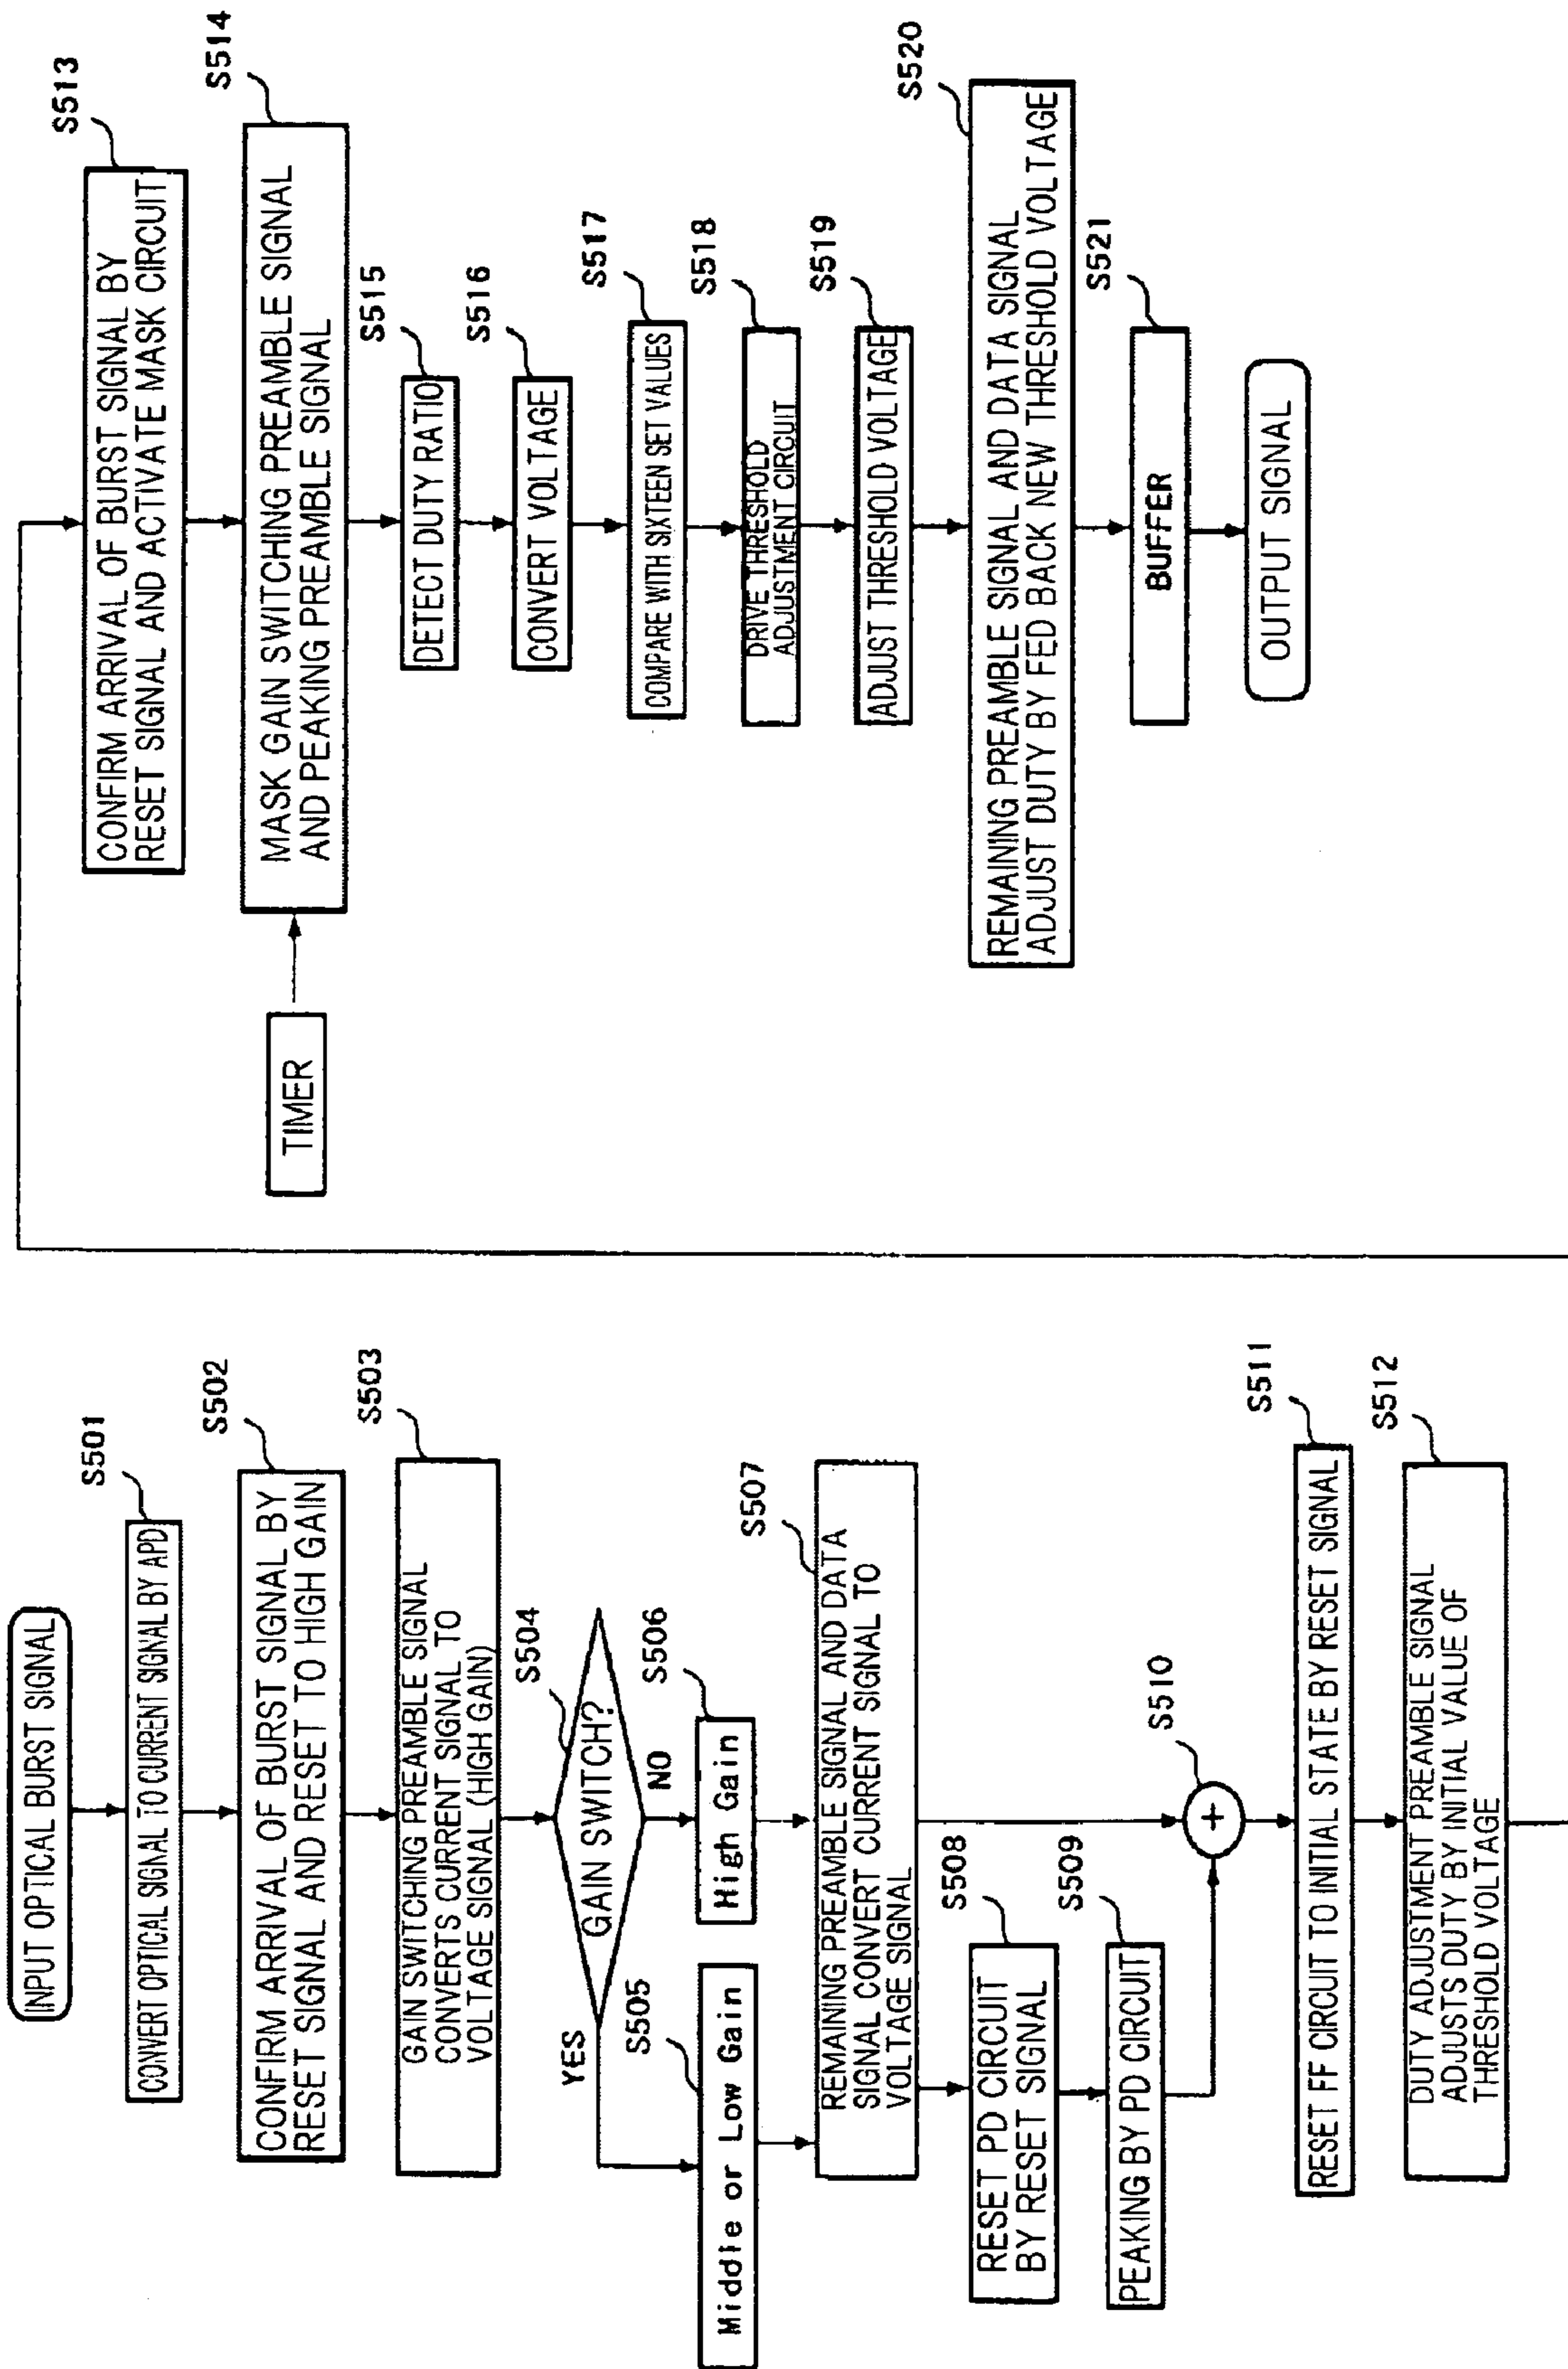 INPUT OPTICAL BURST SIGNAL
S501
CONVERT OPTICAL SIGNAL TO CURRENT SIGNAL BY APD
S502
CONFIRM ARRIVAL OF BURST SIGNAL BY
RESET SIGNAL AND RESET TO HIGH GAIN
S503
GAIN SWITCHING PREAMBLE SIGNAL
CONVERTS CURRENT SIGNAL TO
VOLTAGE SIGNAL (HIGH GAIN)
S504
GAIN SWITCH?
YES
NO
S505
Middle or Low Gain
S506
High Gain
S507
REMAINING PREAMBLE SIGNAL AND DATA
SIGNAL CONVERT CURRENT SIGNAL TO
VOLTAGE SIGNAL
S508
RESET PD CIRCUIT
BY RESET SIGNAL
S509
PEAKING BY PD CIRCUIT
S510
+
S511
RESET FF CIRCUIT TO INITIAL STATE BY RESET SIGNAL
S512
DUTY ADJUSTMENT PREAMBLE SIGNAL
ADJUSTS DUTY BY INITIAL VALUE OF
THRESHOLD VOLTAGE
S513
CONFIRM ARRIVAL OF BURST SIGNAL BY
RESET SIGNAL AND ACTIVATE MASK CIRCUIT
S514
TIMER
MASK GAIN SWITCHING PREAMBLE SIGNAL
AND PEAKING PREAMBLE SIGNAL
S515
DETECT DUTY RATIO
S516
CONVERT VOLTAGE
S517
COMPARE WITH SIXTEEN SET VALUES
S518
DRIVE THRESHOLD
ADJUSTMENT CIRCUIT
S519
ADJUST THRESHOLD VOLTAGE
S520
REMAINING PREAMBLE SIGNAL AND DATA SIGNAL
ADJUST DUTY BY FED BACK NEW THRESHOLD VOLTAGE
S521
BUFFER
OUTPUT SIGNAL